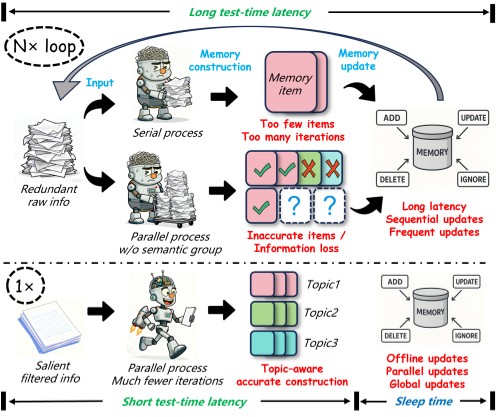 Long test-time latency
N× loop
Input
Memory
construction
Memory
update
Memory
item
Serial process
Too few items
Too many iterations
ADD
UPDATE
MEMORY
DELETE
IGNORE
Redundant
raw info
? ?
Parallel process
w/o semantic group
Inaccurate items /
Information loss
Long latency
Sequential updates
Frequent updates
1×
Topic1
Topic2
Topic3
ADD
UPDATE
MEMORY
DELETE
IGNORE
Salient
filtered info
Parallel process
Much fewer iterations
Topic-aware
accurate construction
Offline updates
Parallel updates
Global updates
Short test-time latency
Sleep time